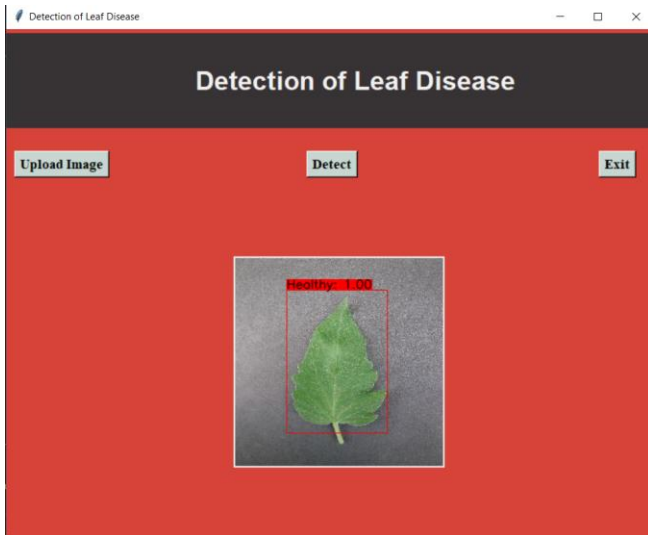 Detection of Leaf Disease
Detection of Leaf Disease
Upload Image
Detect
Exit
Healthy: 1.00